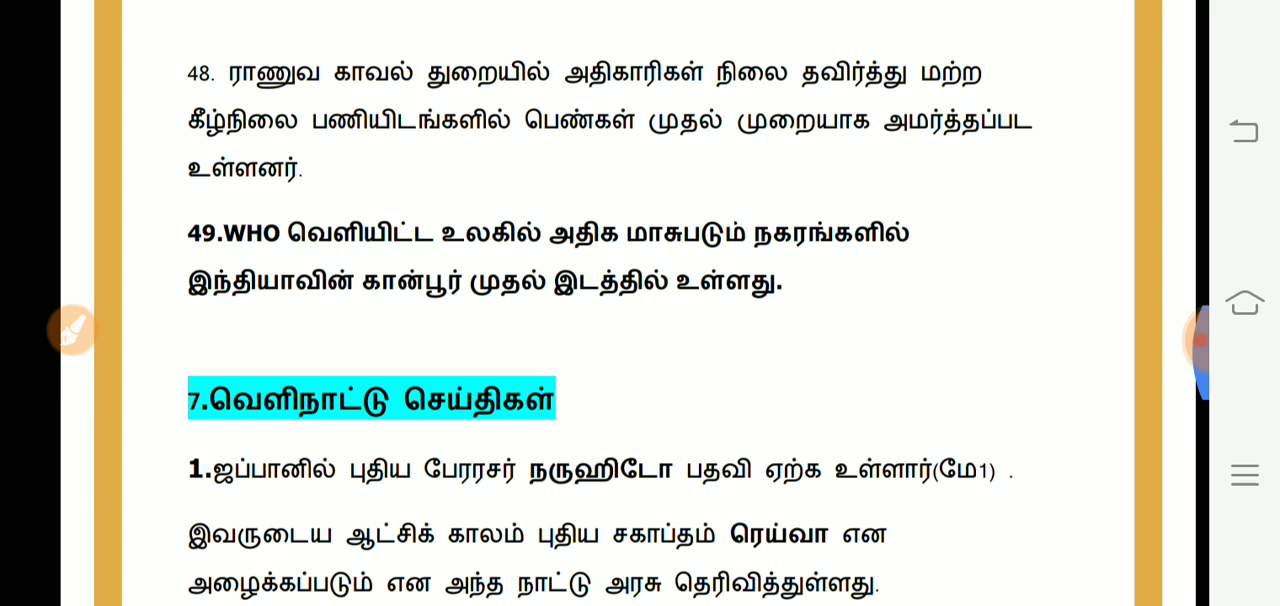 48. ராணுவ காவல் துறையில் அதிகாரிகள் நிலை தவிர்த்து மற்ற
கீழ்நிலை பணியிடங்களில் பெண்கள் முதல் முறையாக அமர்த்தப்பட
உள்ளனர்.
49.WHO வெளியிட்ட உலகில் அதிக மாசுபடும் நகரங்களில்
இந்தியாவின் கான்பூர் முதல் இடத்தில் உள்ளது.
7.வெளிநாட்டு செய்திகள்
1.ஜப்பானில் புதிய பேரரசர் நருஹிடோ பதவி ஏற்க உள்ளார்(மே1) .
இவருடைய ஆட்சிக் காலம் புதிய சகாப்தம் ரெய்வா என
அழைக்கப்படும் என அந்த நாட்டு அரசு தெரிவித்துள்ளது.